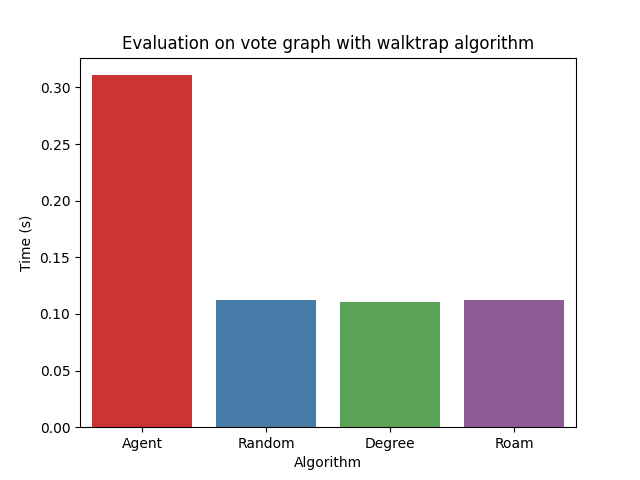 Evaluation on vote graph with walktrap algorithm
Time (s)
0.30
0.25
0.20
0.15
0.10
0.05
0.00
Agent
Random
Degree
Roam
Algorithm